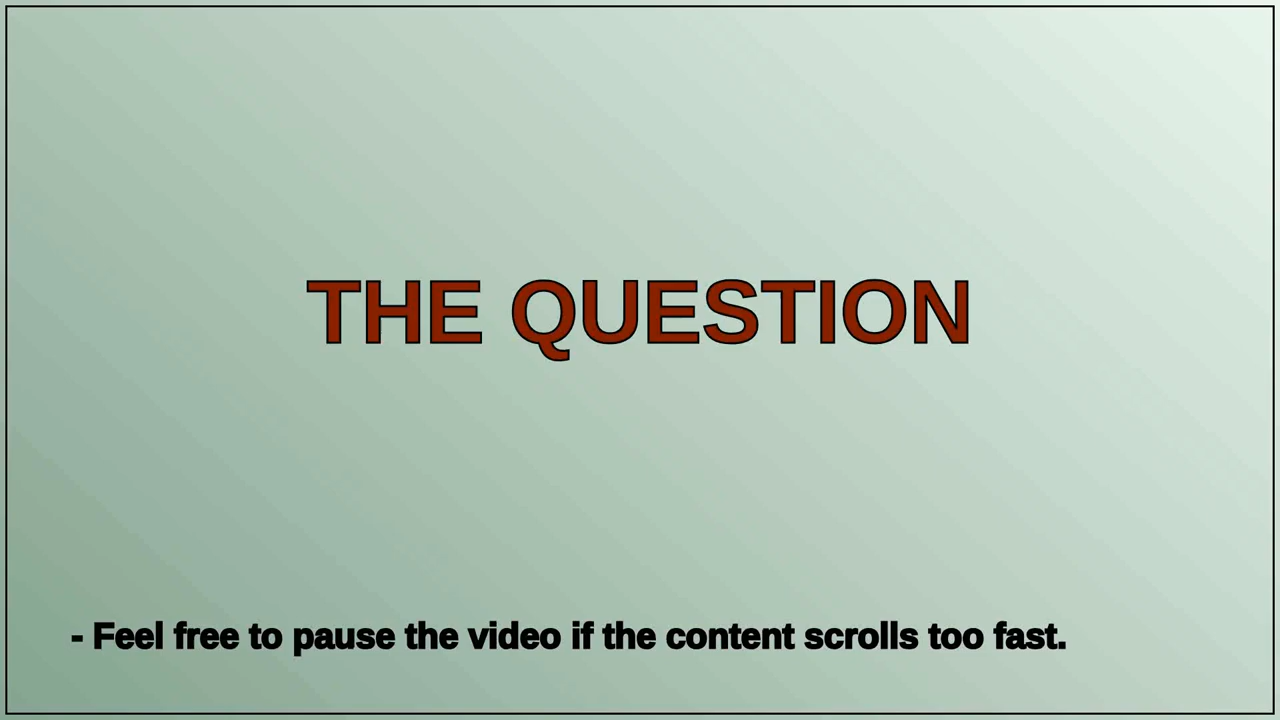 THE QUESTION
- Feel free to pause the video if the content scrolls too fast.